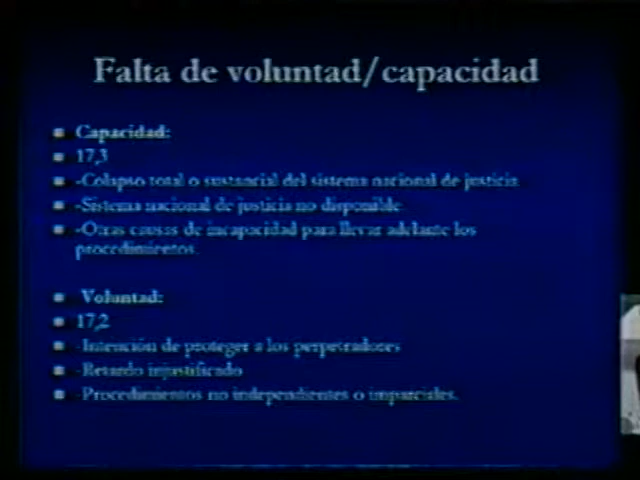 Falta de voluntad/capacidad
Capacidad:
17,3
-Colapso total o sustancial del sistema nacional de justicia
-Sistema nacional de justicia no disponible
-Otras causas de incapacidad para llevar adelante los
procedimientos.
Voluntad:
17,2
-Intención de proteger a los perpetradores
-Retardo injustificado
-Procedimientos no independientes o imparciales.